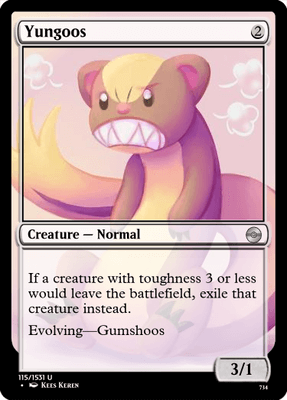 Yungoos 2
Creature — Normal
If a creature with toughness 3 or less
would leave the battlefield, exile that
creature instead.
Evolving—Gumshoos
3/1
115/1531 U
• Kees Keren
734